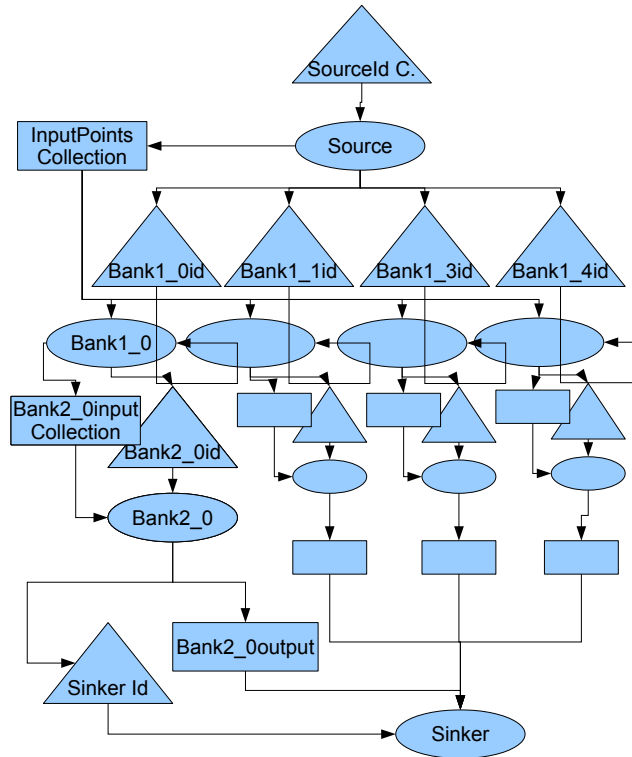 SourceId C.
InputPoints
Collection
Source
Bank1_0id
Bank1_1id
Bank1_3id
Bank1_4id
Bank1_0
Bank2_0input
Collection
Bank2_0id
Bank2_0
Bank2_0output
Sinker Id
Sinker